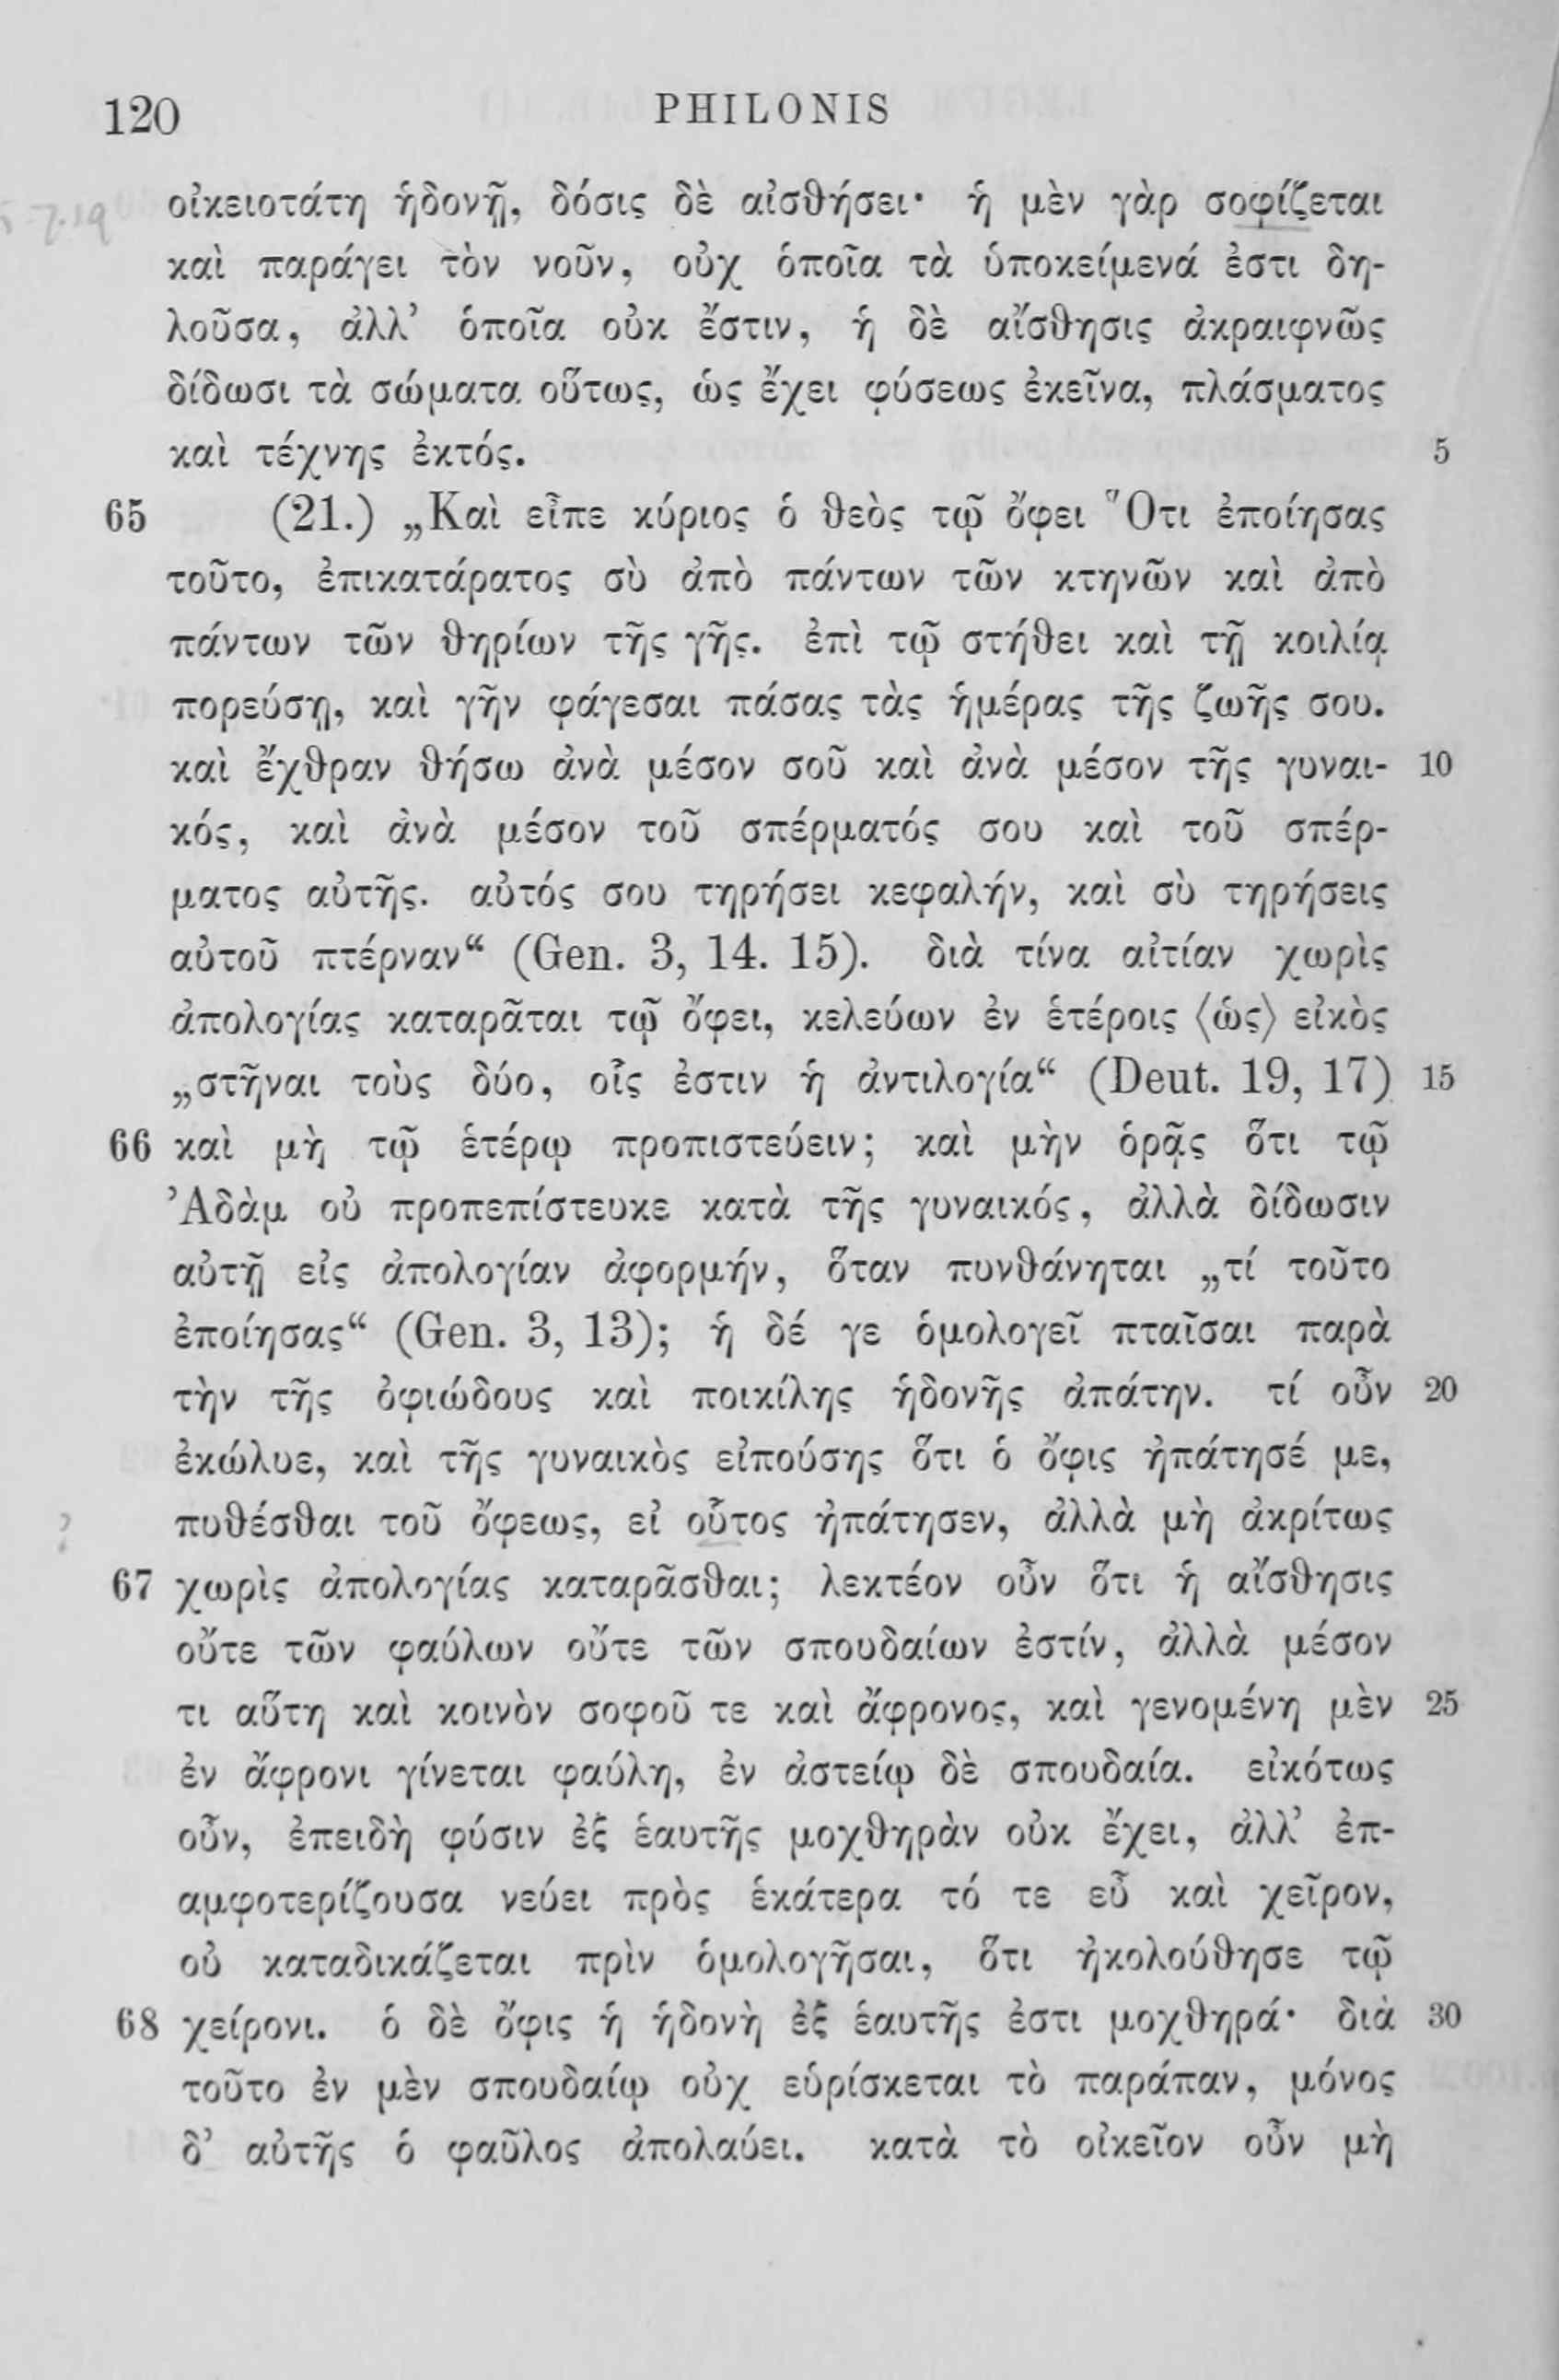 120 PHILONIS
οἰκειοτάτη ἡδονῇ, δόσις δὲ αἰσθήσει· ἡ μὲν γὰρ σοφίζεται
καὶ παράγει τὸν νοῦν, οὐχ ὁποῖα τὰ ὑποκείμενά ἐστι δη-
λοῦσα, ἀλλ’ ὁποῖα οὐκ ἔστιν, ἡ δὲ αἴσθησις ἀκραιφνῶς
δίδωσι τὰ σώματα οὕτως, ὡς ἔχει φύσεως ἐκεῖνα, πλάσματος
καὶ τέχνης ἐκτός. 5
65 (21.) „Καὶ εἶπε κύριος ὁ θεὸς τῷ ὄφει Ὅτι ἐποίησας
τοῦτο, ἐπικατάρατος σὺ ἀπὸ πάντων τῶν κτηνῶν καὶ ἀπὸ
πάντων τῶν θηρίων τῆς γῆς. ἐπὶ τῷ στήθει καὶ τῇ κοιλίᾳ
πορεύσῃ, καὶ γῆν φάγεσαι πάσας τὰς ἡμέρας τῆς ζωῆς σου.
καὶ ἔχθραν θήσω ἀνὰ μέσον σοῦ καὶ ἀνὰ μέσον τῆς γυναι- 10
κός, καὶ ἀνὰ μέσον τοῦ σπέρματός σου καὶ τοῦ σπέρ-
ματος αὐτῆς. αὐτός σου τηρήσει κεφαλήν, καὶ σὺ τηρήσεις
αὐτοῦ πτέρναν“ (Gen. 3, 14. 15). διὰ τίνα αἰτίαν χωρὶς
ἀπολογίας καταρᾶται τῷ ὄφει, κελεύων ἐν ἑτέροις ⟨ὡς⟩ εἰκὸς
„στῆναι τοὺς δύο, οἷς ἐστιν ἡ ἀντιλογία“ (Deut. 19, 17) 15
66 καὶ μὴ τῷ ἑτέρῳ προπιστεύειν; καὶ μὴν ὁρᾷς ὅτι τῷ
Ἀδὰμ οὐ προπεπίστευκε κατὰ τῆς γυναικός, ἀλλὰ δίδωσιν
αὐτῇ εἰς ἀπολογίαν ἀφορμήν, ὅταν πυνθάνηται „τί τοῦτο
ἐποίησας“ (Gen. 3, 13); ἡ δέ γε ὁμολογεῖ πταῖσαι παρὰ
τὴν τῆς ὀφιώδους καὶ ποικίλης ἡδονῆς ἀπάτην. τί οὖν 20
ἐκώλυε, καὶ τῆς γυναικὸς εἰπούσης ὅτι ὁ ὄφις ἠπάτησέ με,
πυθέσθαι τοῦ ὄφεως, εἰ οὗτος ἠπάτησεν, ἀλλὰ μὴ ἀκρίτως
67 χωρὶς ἀπολογίας καταρᾶσθαι; λεκτέον οὖν ὅτι ἡ αἴσθησις
οὔτε τῶν φαύλων οὔτε τῶν σπουδαίων ἐστίν, ἀλλὰ μέσον
τι αὕτη καὶ κοινὸν σοφοῦ τε καὶ ἄφρονος, καὶ γενομένη μὲν 25
ἐν ἄφρονι γίνεται φαύλη, ἐν ἀστείῳ δὲ σπουδαία. εἰκότως
οὖν, ἐπειδὴ φύσιν ἐξ ἑαυτῆς μοχθηρὰν οὐκ ἔχει, ἀλλ’ ἐπ-
αμφοτερίζουσα νεύει πρὸς ἑκάτερα τό τε εὖ καὶ χεῖρον,
οὐ καταδικάζεται πρὶν ὁμολογῆσαι, ὅτι ἠκολούθησε τῷ
68 χείρονι. ὁ δὲ ὄφις ἡ ἡδονὴ ἐξ ἑαυτῆς ἐστι μοχθηρά· διὰ 30
τοῦτο ἐν μὲν σπουδαίῳ οὐχ εὑρίσκεται τὸ παράπαν, μόνος
δ’ αὐτῆς ὁ φαῦλος ἀπολαύει. κατὰ τὸ οἰκεῖον οὖν μὴ